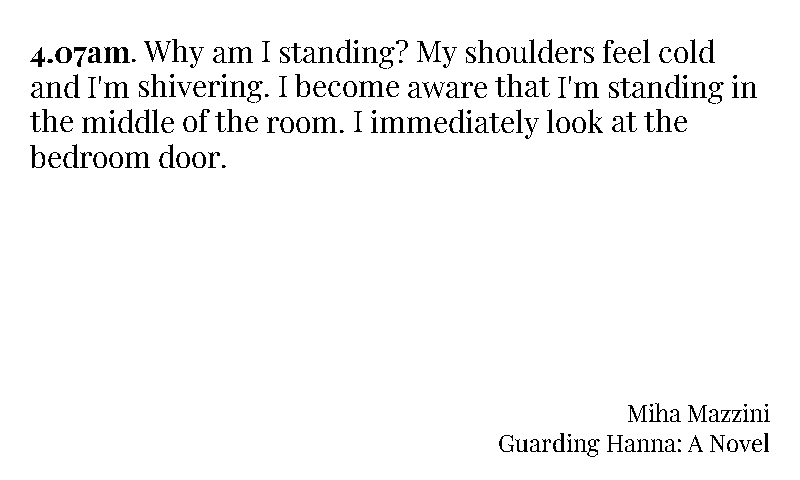 4.07am. Why am I standing? My shoulders feel cold
and I'm shivering. I become aware that I'm standing in
the middle of the room. I immediately look at the
bedroom door.
Miha Mazzini
Guarding Hanna: A Novel